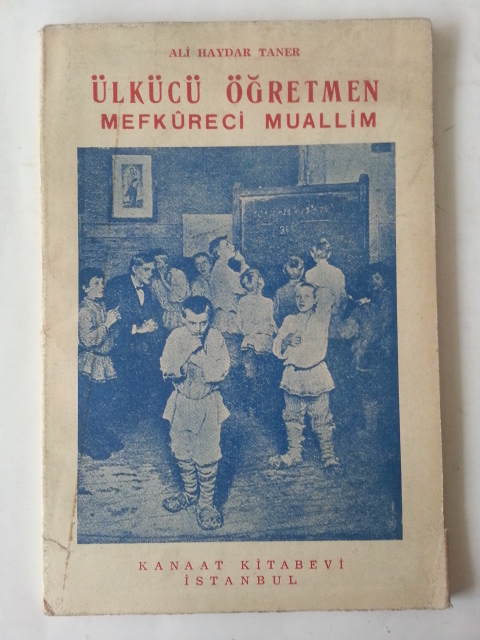 ALİ HAYDAR TANER
ÜLKÜCÜ ÖĞRETMEN
MEFKÛRECİ MUALLİM
KANAAT KİTABEVİ
İSTANBUL